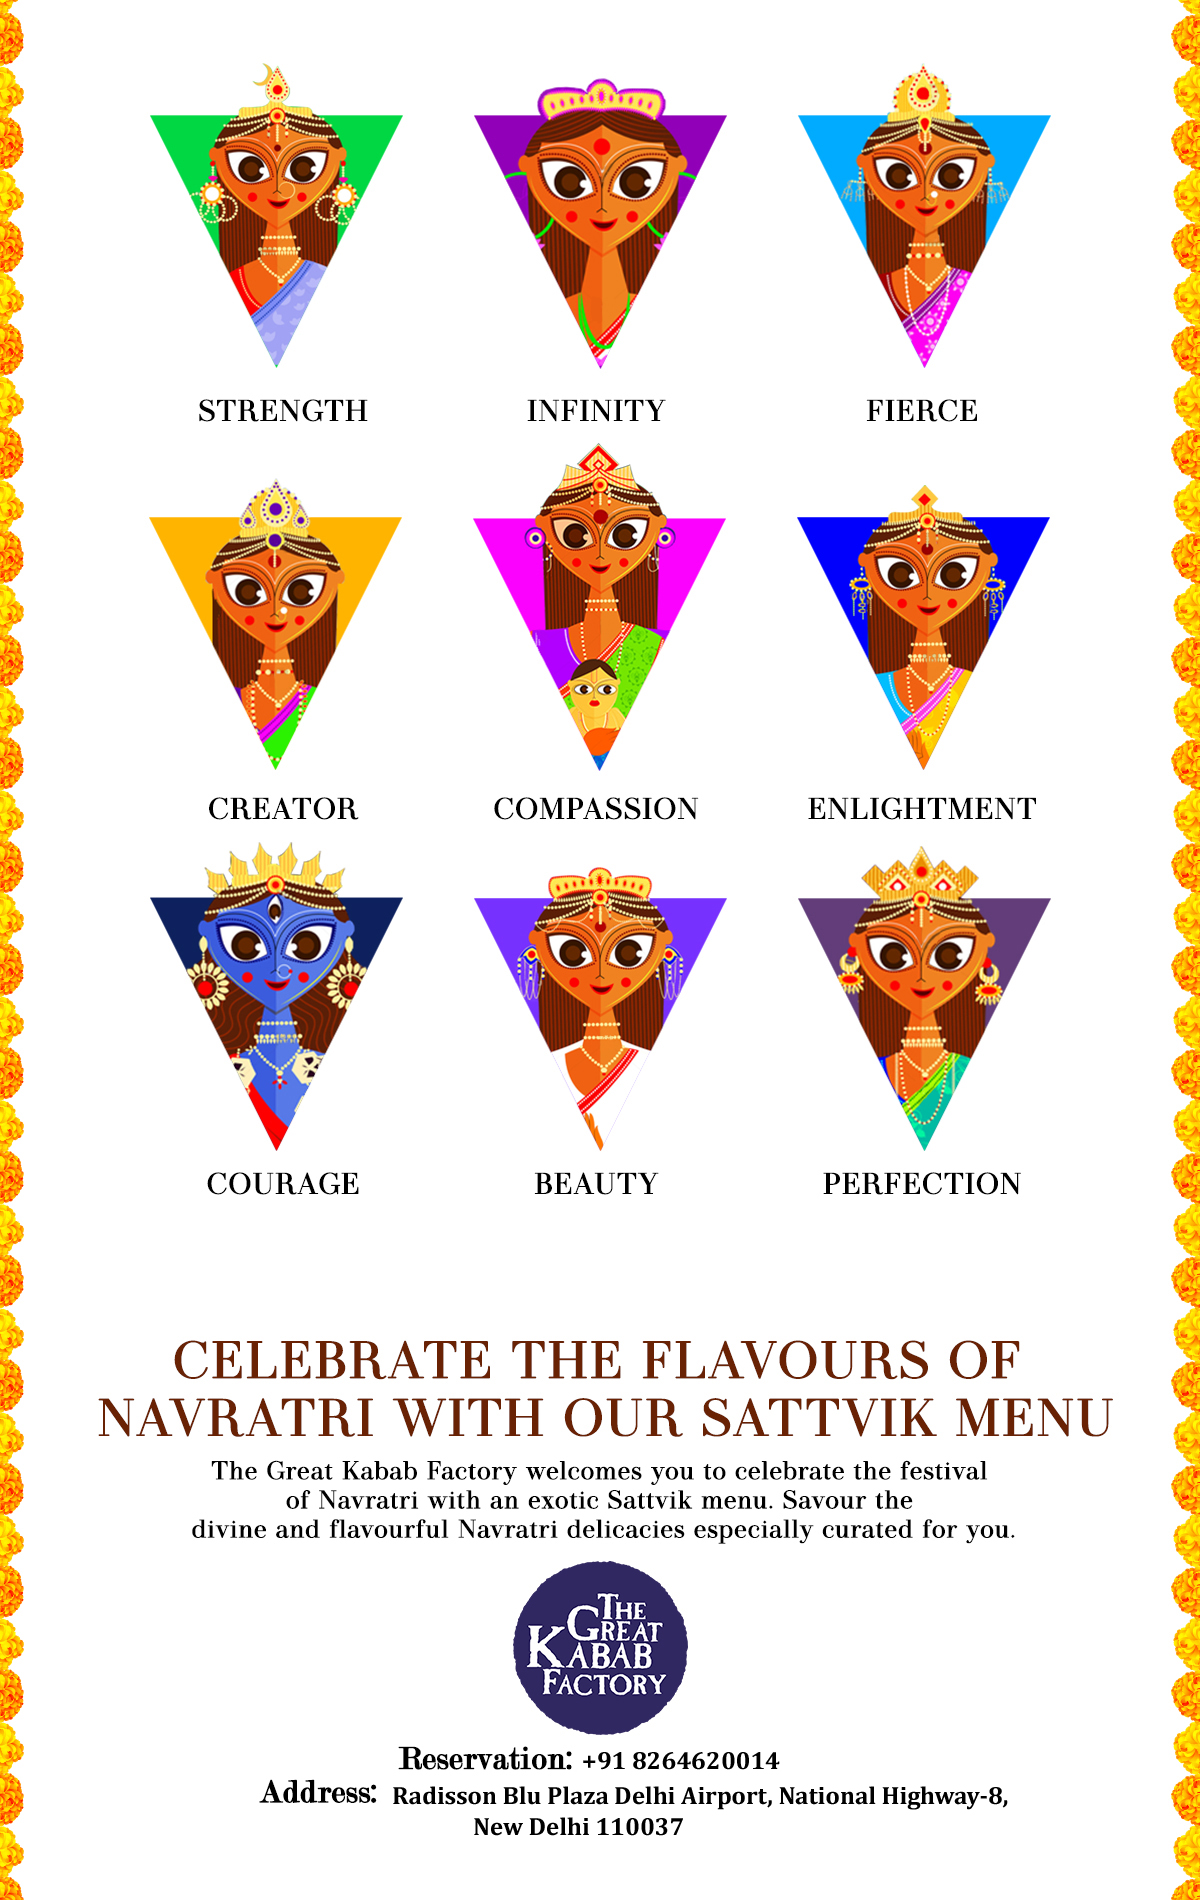 STRENGTH
INFINITY
FIERCE
CREATOR
COMPASSION
ENLIGHTMENT
COURAGE
BEAUTY
PERFECTION
CELEBRATE THE FLAVOURS OF
NAVRATRI WITH OUR SATTVIK MENU
The Great Kabab Factory welcomes you to celebrate the festival
of Navratri with an exotic Sattvik menu. Savour the
divine and flavourful Navratri delicacies especially curated for you.
THE
GREAT
KABAB
FACTORY
Reservation: +91 8264620014
Address: Radisson Blu Plaza Delhi Airport, National Highway-8,
New Delhi 110037